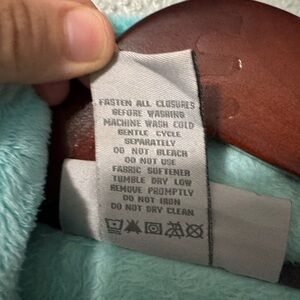 FASTEN ALL CLOSURES
BEFORE WASHING
MACHINE WASH COLD
GENTLE CYCLE
SEPARATELY
DO NOT BLEACH
DO NOT USE
FABRIC SOFTENER
TUMBLE DRY LOW
REMOVE PROMPTLY
DO NOT IRON
DO NOT DRY CLEAN